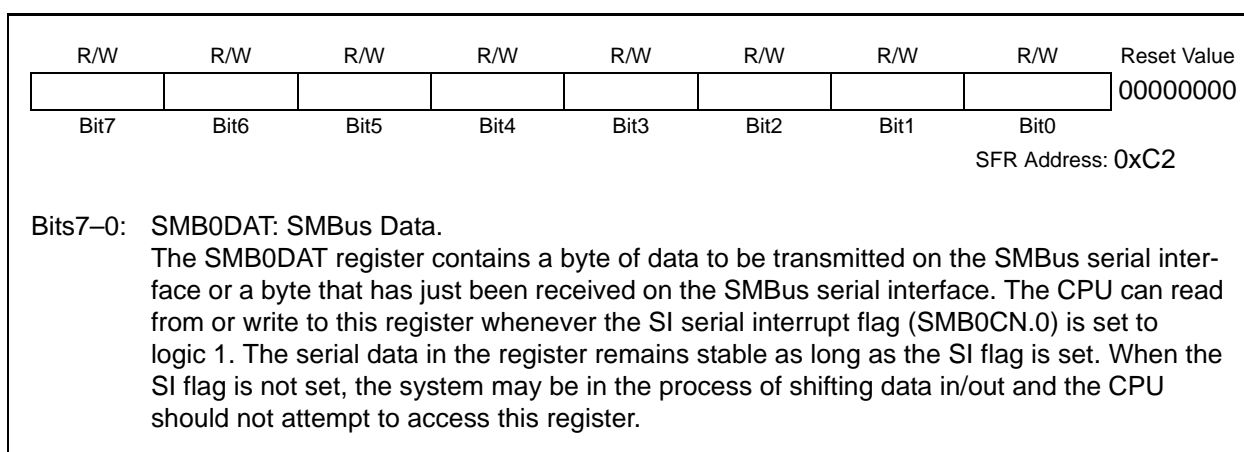 R/W R/W R/W R/W R/W R/W R/W R/W Reset Value
00000000
Bit7 Bit6 Bit5 Bit4 Bit3 Bit2 Bit1 Bit0
SFR Address: 0xC2
Bits7–0: SMB0DAT: SMBus Data.
The SMB0DAT register contains a byte of data to be transmitted on the SMBus serial inter-
face or a byte that has just been received on the SMBus serial interface. The CPU can read
from or write to this register whenever the SI serial interrupt flag (SMB0CN.0) is set to
logic 1. The serial data in the register remains stable as long as the SI flag is set. When the
SI flag is not set, the system may be in the process of shifting data in/out and the CPU
should not attempt to access this register.